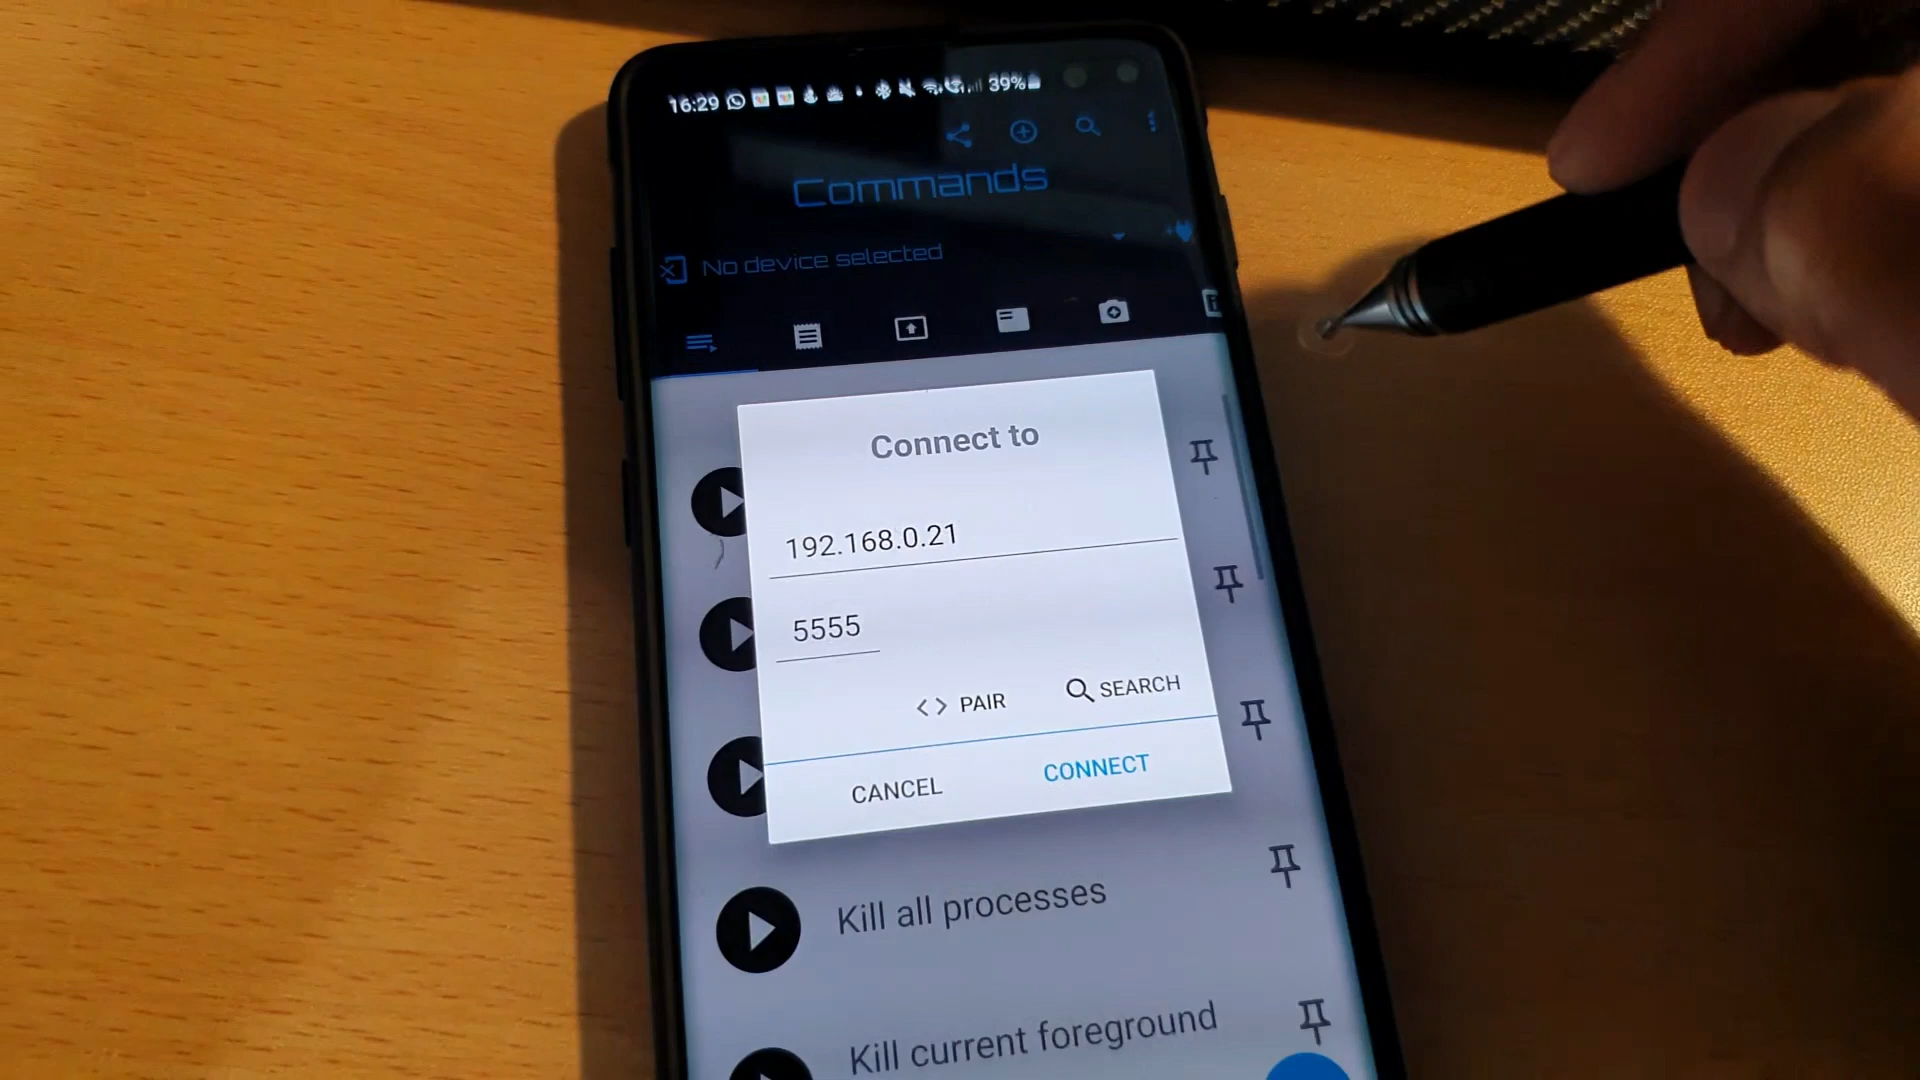 16:29 39%
Commands
No device selected
Connect to
192.168.0.21
5555
<> PAIR SEARCH
CANCEL CONNECT
Kill all processes
Kill current foreground